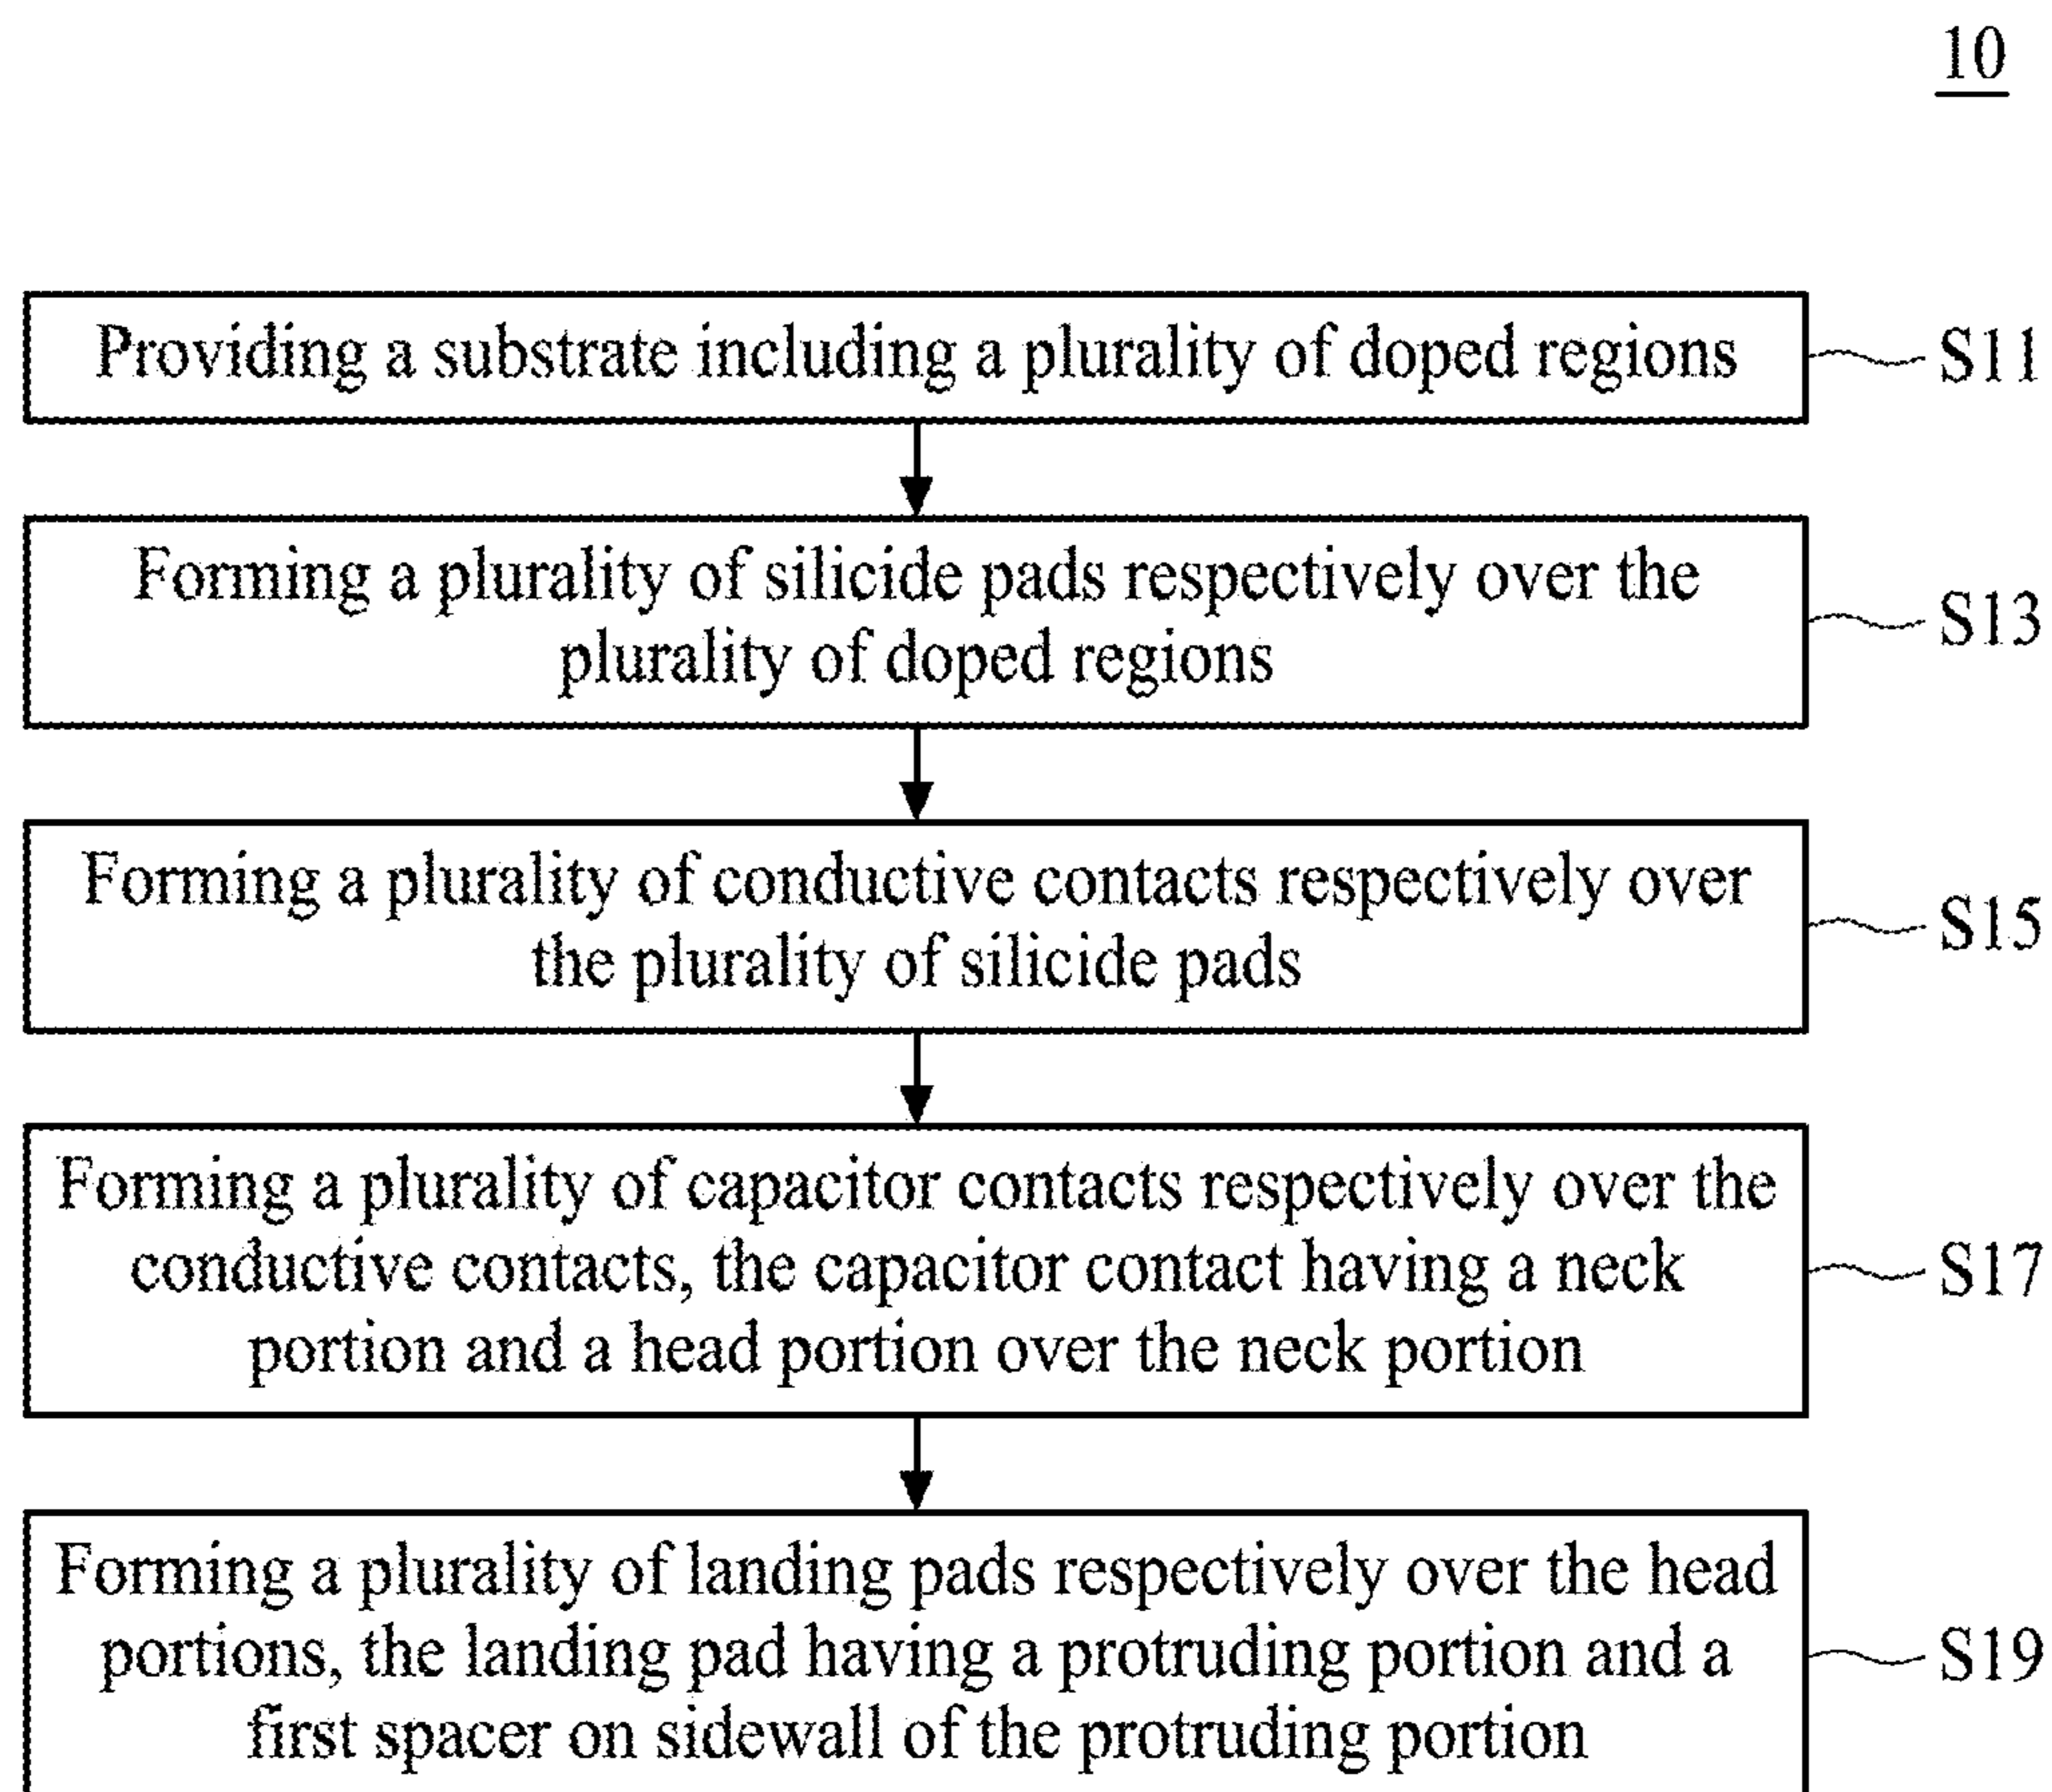 10
Providing a substrate including a plurality of doped regions
S11
Forming a plurality of silicide pads respectively over the
plurality of doped regions
S13
Forming a plurality of conductive contacts respectively over
the plurality of silicide pads
S15
Forming a plurality of capacitor contacts respectively over the
conductive contacts, the capacitor contact having a neck
portion and a head portion over the neck portion
S17
Forming a plurality of landing pads respectively over the head
portions, the landing pad having a protruding portion and a
first spacer on sidewall of the protruding portion
S19